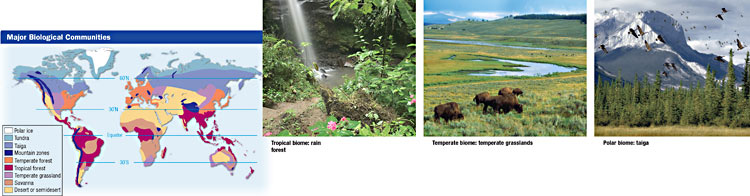 Major Biological Communities
60°N
30°N
Equator
30°S
Polar ice
Tundra
Taiga
Mountain zones
Temperate forest
Tropical forest
Temperate grassland
Savanna
Desert or semidesert
Tropical biome: rain
forest
Temperate biome: temperate grasslands
Polar biome: taiga